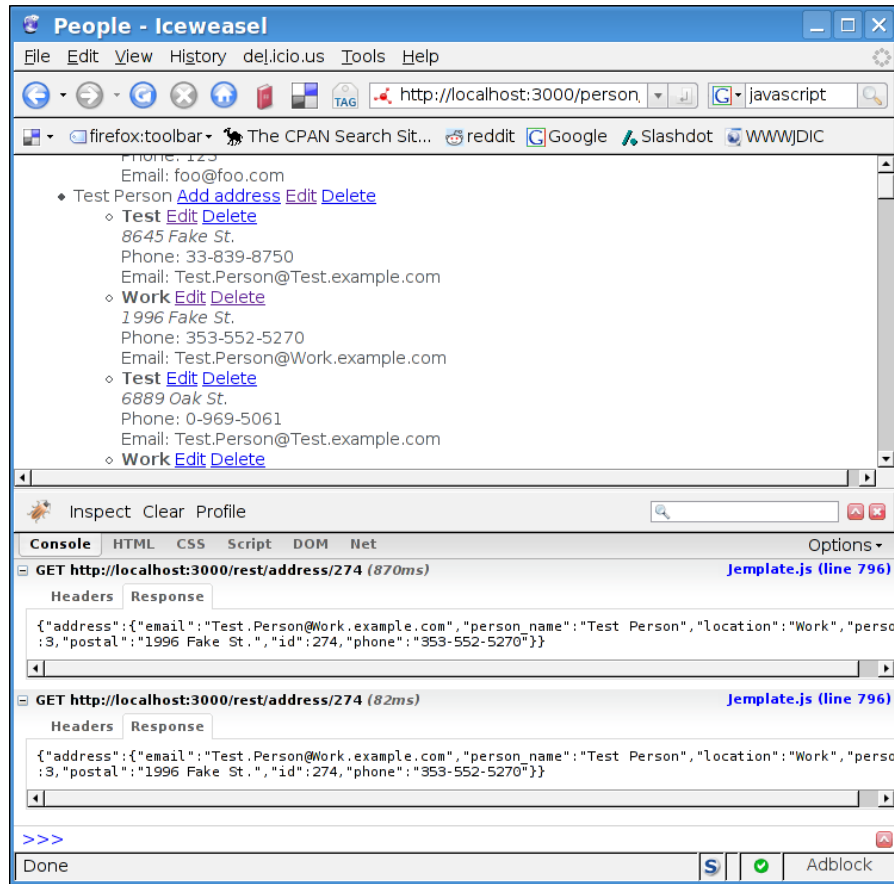 People - Iceweasel
File Edit View History del.icio.us Tools Help
TAG http://localhost:3000/person, G javascript
firefox:toolbar The CPAN Search Sit... reddit Google Slashdot WWWJDIC
Phone: 123
Email: foo@foo.com
Test Person Add address Edit Delete
Test Edit Delete
8645 Fake St.
Phone: 33-839-8750
Email: Test.Person@Test.example.com
Work Edit Delete
1996 Fake St.
Phone: 353-552-5270
Email: Test.Person@Work.example.com
Test Edit Delete
6889 Oak St.
Phone: 0-969-5061
Email: Test.Person@Test.example.com
Work Edit Delete
Inspect Clear Profile
Console HTML CSS Script DOM Net Options
GET http://localhost:3000/rest/address/274 (870ms) Jemplate.js (line 796)
Headers Response
{"address":{"email":"Test.Person@Work.example.com","person_name":"Test Person","location":"Work","perso
:3,"postal":"1996 Fake St.","id":274,"phone":"353-552-5270"}}
GET http://localhost:3000/rest/address/274 (82ms) Jemplate.js (line 796)
Headers Response
{"address":{"email":"Test.Person@Work.example.com","person_name":"Test Person","location":"Work","perso
:3,"postal":"1996 Fake St.","id":274,"phone":"353-552-5270"}}
>>>
Done S Adblock